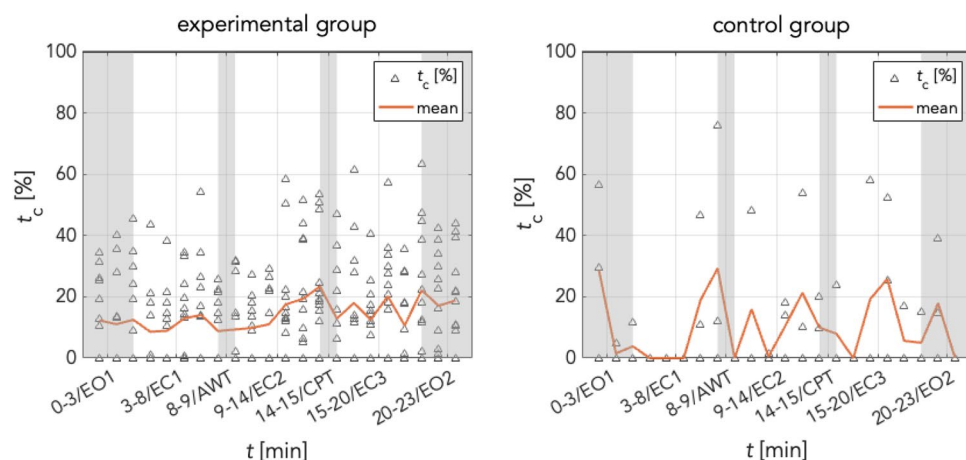 experimental group
100
80
60
40
20
0
t_c [%]
t_c [%]
mean
0-3/EO1
3-8/EC1
8-9/AWT
9-14/EC2
14-15/CPT
15-20/EC3
20-23/EO2
t [min]
control group
100
80
60
40
20
0
t_c [%]
t_c [%]
mean
0-3/EO1
3-8/EC1
8-9/AWT
9-14/EC2
14-15/CPT
15-20/EC3
20-23/EO2
t [min]